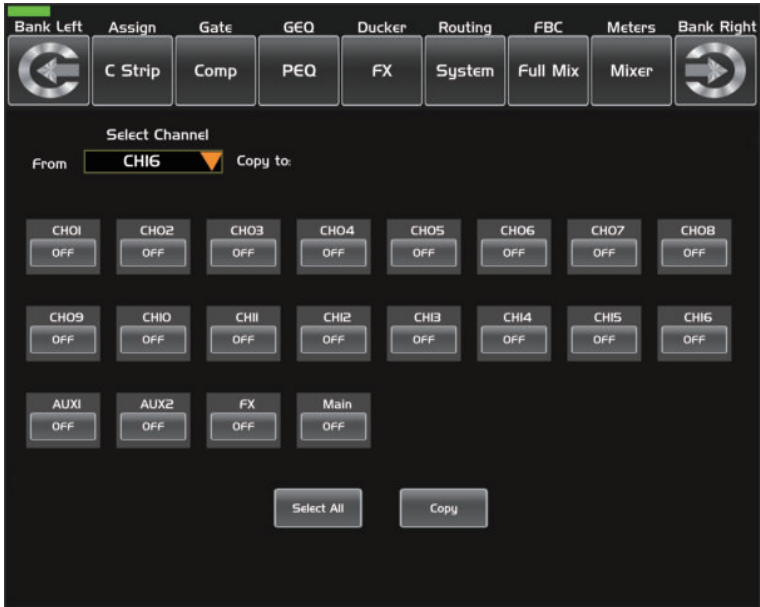 Bank Left Assign Gate GEQ Ducker Routing FBC Meters Bank Right
C Strip Comp PEQ FX System Full Mix Mixer
Select Channel
From CH16 Copy to:
CH01 CH02 CH03 CH04 CH05 CH06 CH07 CH08
OFF OFF OFF OFF OFF OFF OFF OFF
CH09 CH10 CH11 CH12 CH13 CH14 CH15 CH16
OFF OFF OFF OFF OFF OFF OFF OFF
AUX1 AUX2 FX Main
OFF OFF OFF OFF
Select All Copy